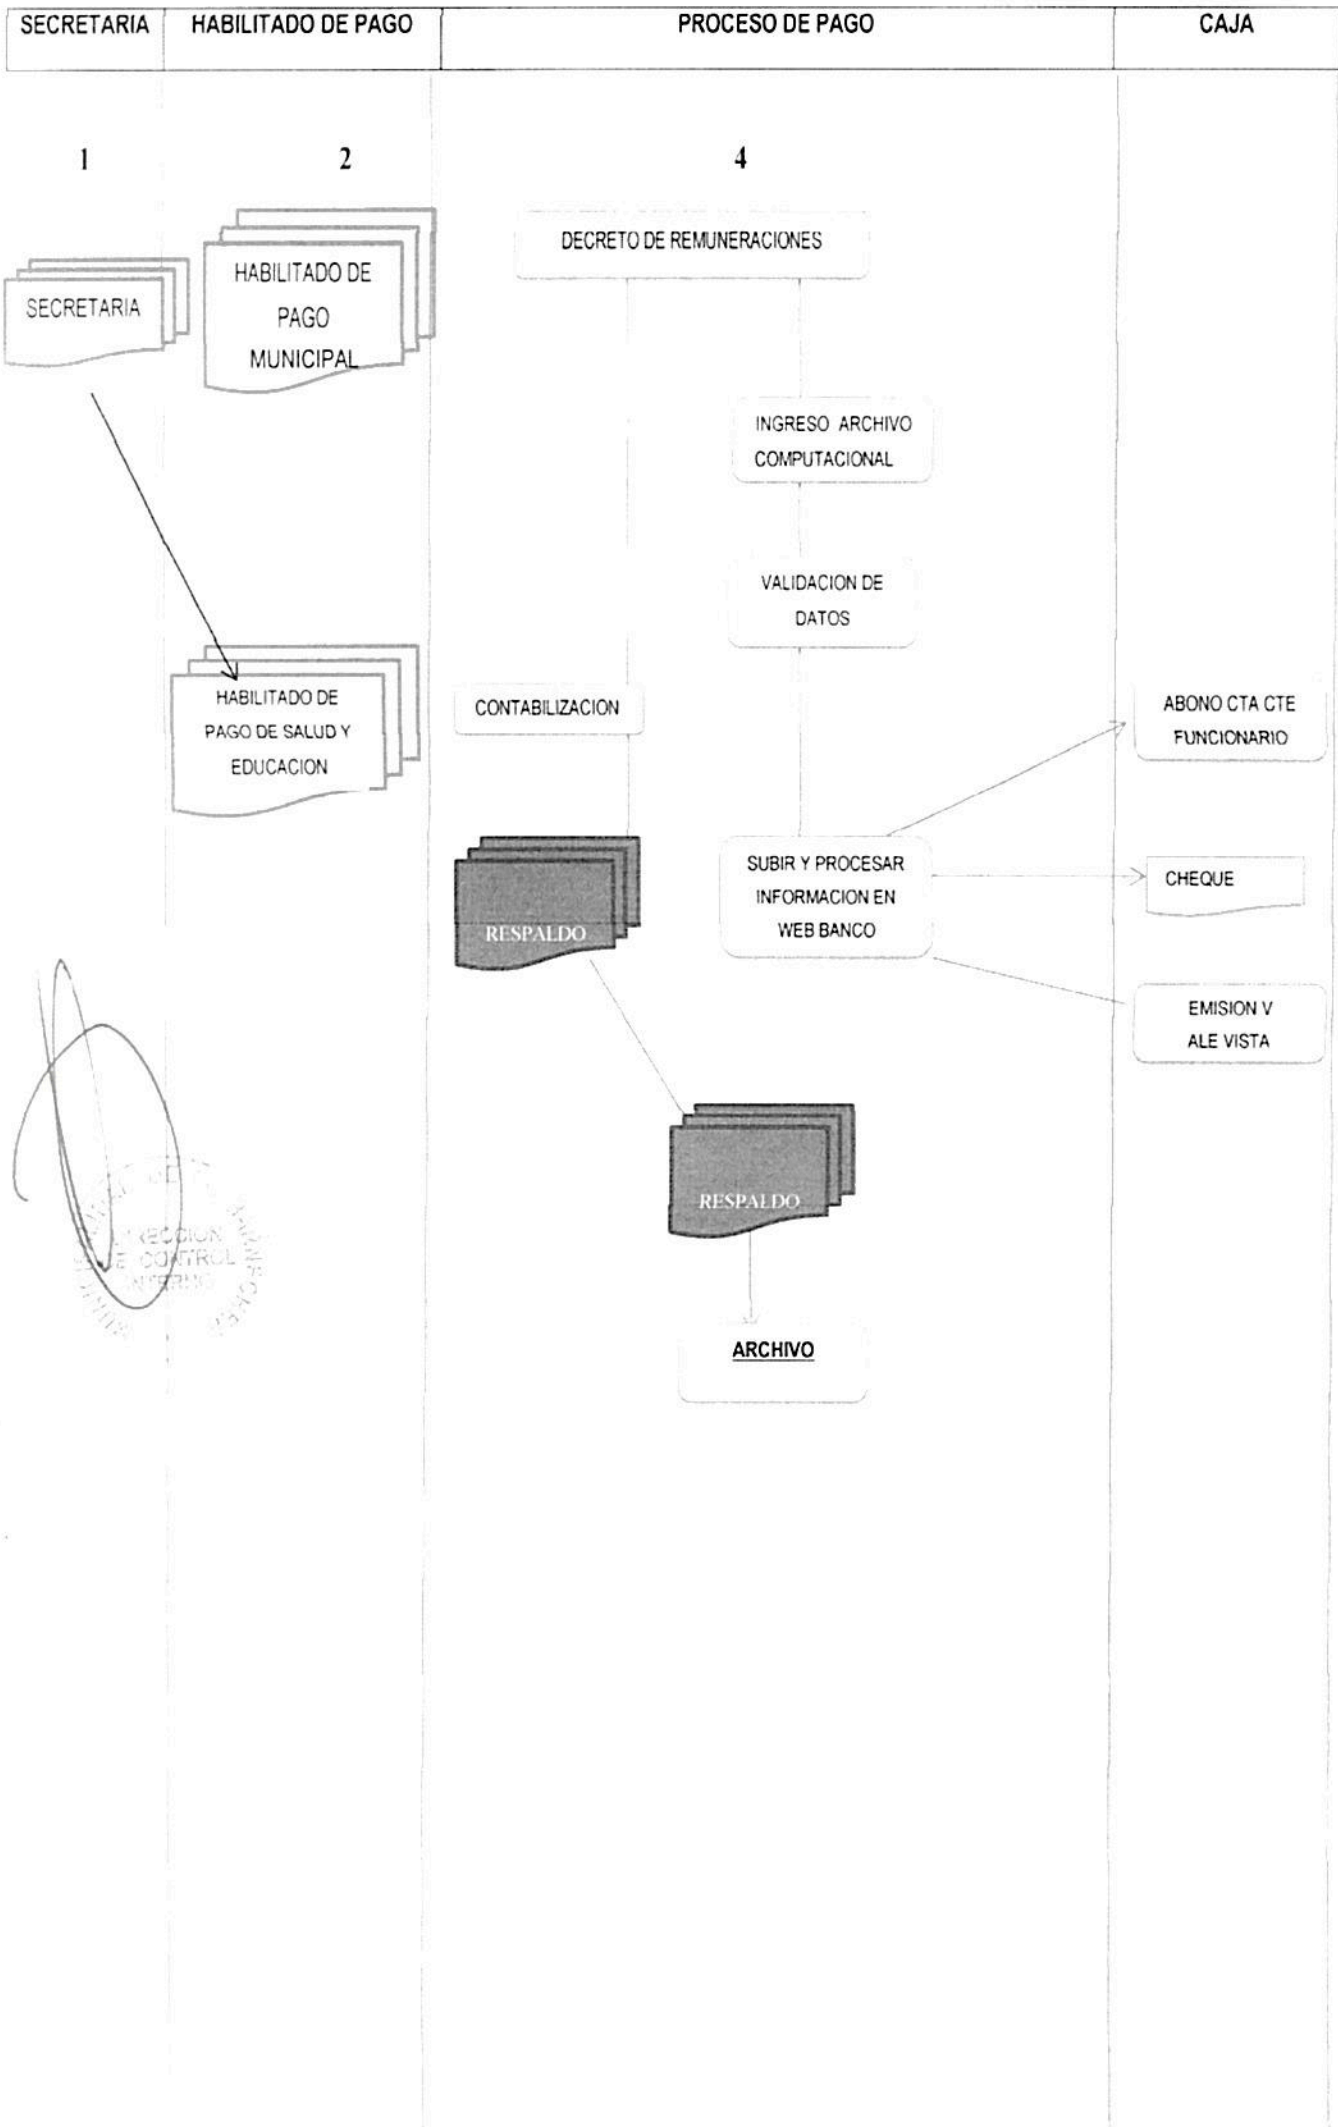 SECRETARIA
HABILITADO DE PAGO
PROCESO DE PAGO
CAJA
1
2
4
SECRETARIA
HABILITADO DE
PAGO
MUNICIPAL
DECRETO DE REMUNERACIONES
INGRESO ARCHIVO
COMPUTACIONAL
VALIDACION DE
DATOS
HABILITADO DE
PAGO DE SALUD Y
EDUCACION
CONTABILIZACION
ABONO CTA CTE
FUNCIONARIO
RESPALDO
SUBIR Y PROCESAR
INFORMACION EN
WEB BANCO
CHEQUE
EMISION V
ALE VISTA
RESPALDO
CONTROL
ARCHIVO